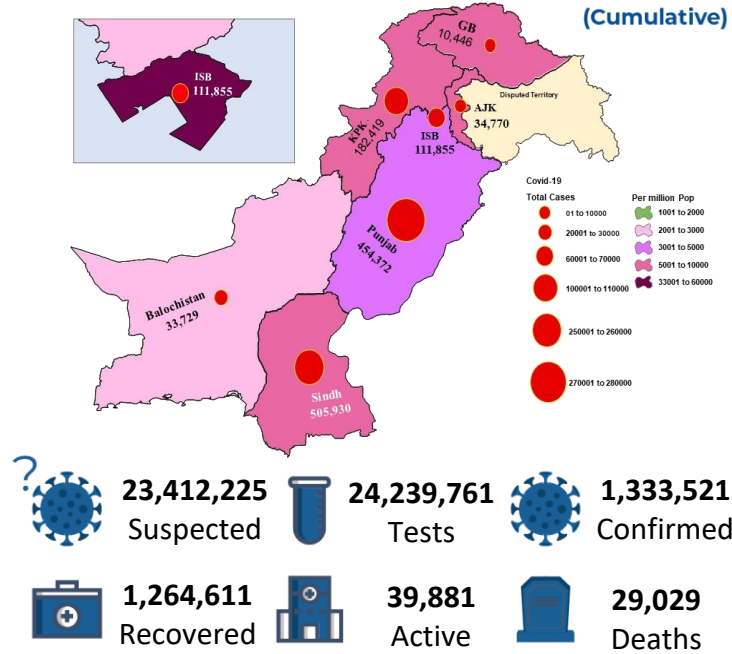 (Cumulative)
ISB
111,855
GB
10,446
Disputed Territory
AJK
34,770
KPK
182,419
ISB
111,855
Punjab
454,372
Balochistan
33,729
Sindh
505,930
Covid-19
Total Cases
01 to 10000
20001 to 30000
60001 to 70000
100001 to 110000
250001 to 260000
270001 to 280000
Per million Pop
1001 to 2000
2001 to 3000
3001 to 5000
5001 to 10000
33001 to 60000
?
23,412,225
Suspected
24,239,761
Tests
1,333,521
Confirmed
1,264,611
Recovered
39,881
Active
29,029
Deaths